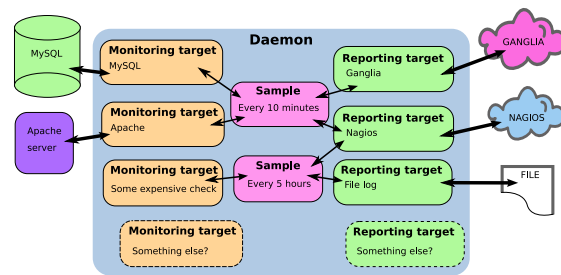 Daemon
MySQL
Monitoring target
MySQL
Reporting target
Ganglia
GANGLIA
Sample
Every 10 minutes
Apache
server
Monitoring target
Apache
Reporting target
Nagios
NAGIOS
Monitoring target
Some expensive check
Sample
Every 5 hours
Reporting target
File log
FILE
Monitoring target
Something else?
Reporting target
Something else?